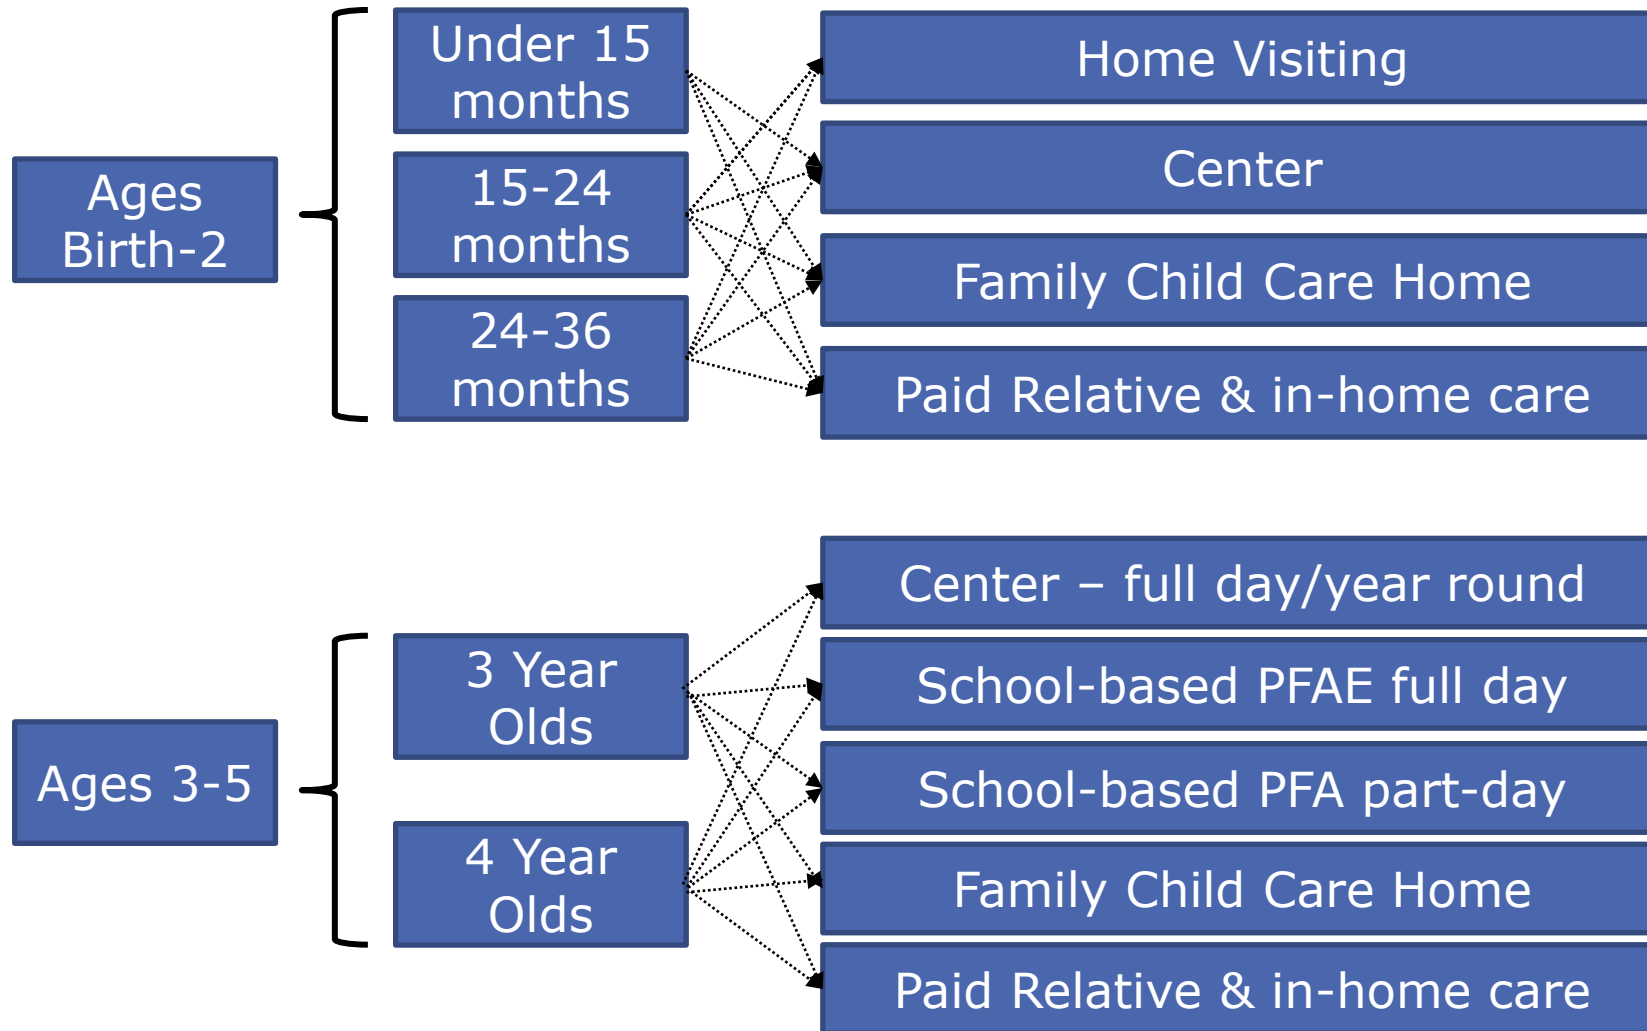 Ages
Birth-2
Under 15
months
15-24
months
24-36
months
Home Visiting
Center
Family Child Care Home
Paid Relative & in-home care
Ages 3-5
3 Year
Olds
4 Year
Olds
Center – full day/year round
School-based PFAE full day
School-based PFA part-day
Family Child Care Home
Paid Relative & in-home care